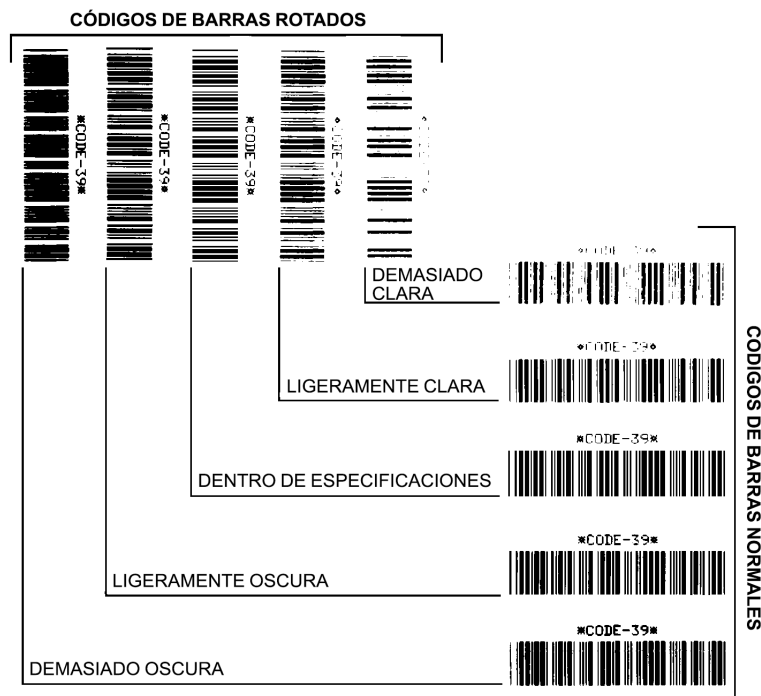 CÓDIGOS DE BARRAS ROTADOS
*CODE-39*
*CODE-39*
*CODE-39*
DEMASIADO
CLARA
LIGERAMENTE CLARA
DENTRO DE ESPECIFICACIONES
*CODE-39*
LIGERAMENTE OSCURA
*CODE-39*
DEMASIADO OSCURA
*CODE-39*
CODIGOS DE BARRAS NORMALES